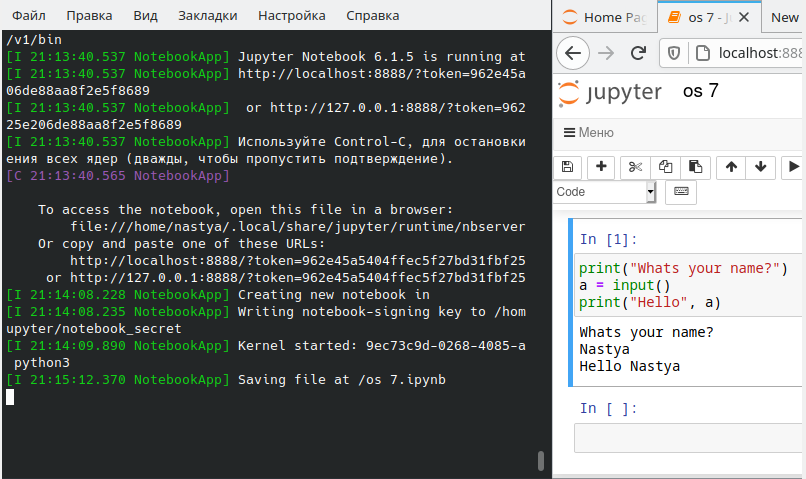 Файл Правка Вид Закладки Настройка Справка
/v1/bin
[I 21:13:40.537 NotebookApp] Jupyter Notebook 6.1.5 is running at
[I 21:13:40.537 NotebookApp] http://localhost:8888/?token=962e45a
06de88aa8f2e5f8689
[I 21:13:40.537 NotebookApp]  or http://127.0.0.1:8888/?token=962
25e206de88aa8f2e5f8689
[I 21:13:40.537 NotebookApp] Используйте Control-C, для остановки
ения всех ядер (дважды, чтобы пропустить подтверждение).
[C 21:13:40.565 NotebookApp]
To access the notebook, open this file in a browser:
file:///home/nastya/.local/share/jupyter/runtime/nbserver
Or copy and paste one of these URLs:
http://localhost:8888/?token=962e45a5404ffec5f27bd31fbf25
or http://127.0.0.1:8888/?token=962e45a5404ffec5f27bd31fbf25
[I 21:14:08.228 NotebookApp] Creating new notebook in
[I 21:14:08.235 NotebookApp] Writing notebook-signing key to /hom
upyter/notebook_secret
[I 21:14:09.890 NotebookApp] Kernel started: 9ec73c9d-0268-4085-a
python3
[I 21:15:12.370 NotebookApp] Saving file at /os 7.ipynb
Home Pag
os 7 - J
New
localhost:888
jupyter os 7
Меню
Code
In [1]:
print("Whats your name?")
a = input()
print("Hello", a)
Whats your name?
Nastya
Hello Nastya
In [ ]: